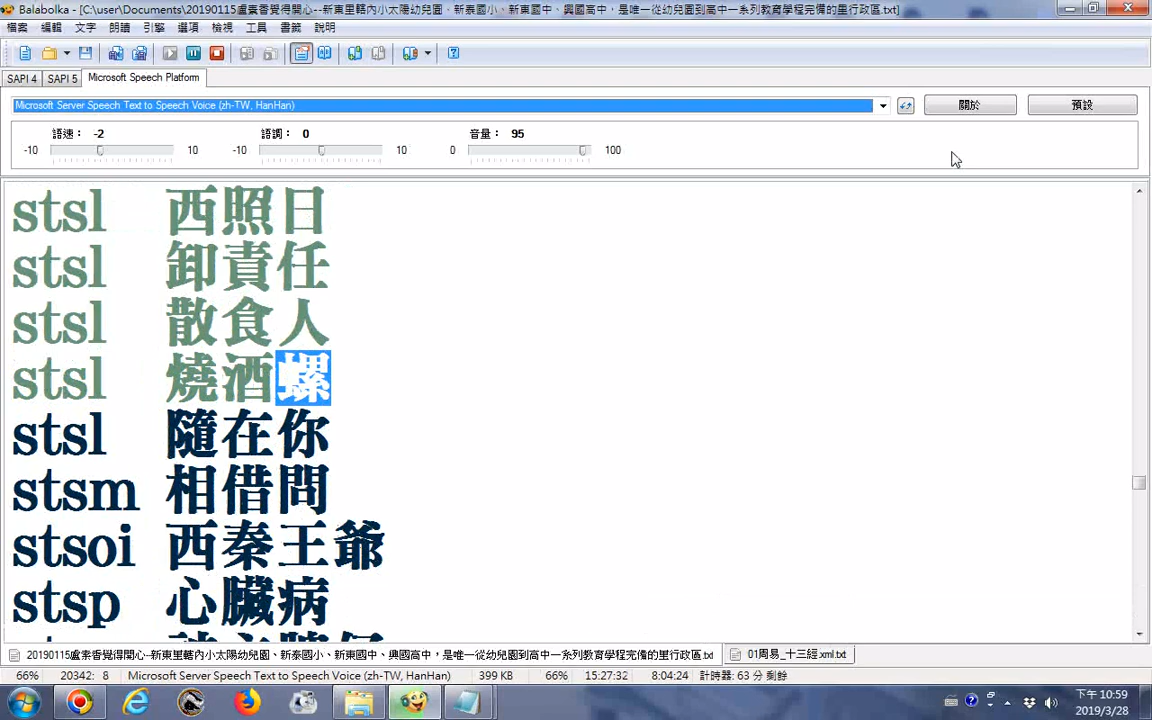 Balabolka - [C:\user\Documents\20190115盧素香覺得開心--新東里轄內小太陽幼兒園、新泰國小、新東國中、興國高中，是唯一從幼兒園到高中一系列教育學程完備的里行政區.txt]
檔案 編輯 文字 朗讀 引擎 選項 檢視 工具 書籤 說明
SAPI 4 SAPI 5 Microsoft Speech Platform
Microsoft Server Speech Text to Speech Voice (zh-TW, HanHan) 關於 預設
語速： -2 語調： 0 音量： 95
-10 10 -10 10 0 100
stsl 西照日
stsl 卸責任
stsl 散食人
stsl 燒酒螺
stsl 隨在你
stsm 相借問
stsoi 西秦王爺
stsp 心臟病
20190115盧素香覺得開心--新東里轄內小太陽幼兒園、新泰國小、新東國中、興國高中，是唯一從幼兒園到高中一系列教育學程完備的里行政區.txt 01周易_十三經.xml.txt
66% 20342: 8 Microsoft Server Speech Text to Speech Voice (zh-TW, HanHan) 399 KB 66% 15:27:32 8:04:24 計時器: 63 分 剩餘
下午 10:59
2019/3/28